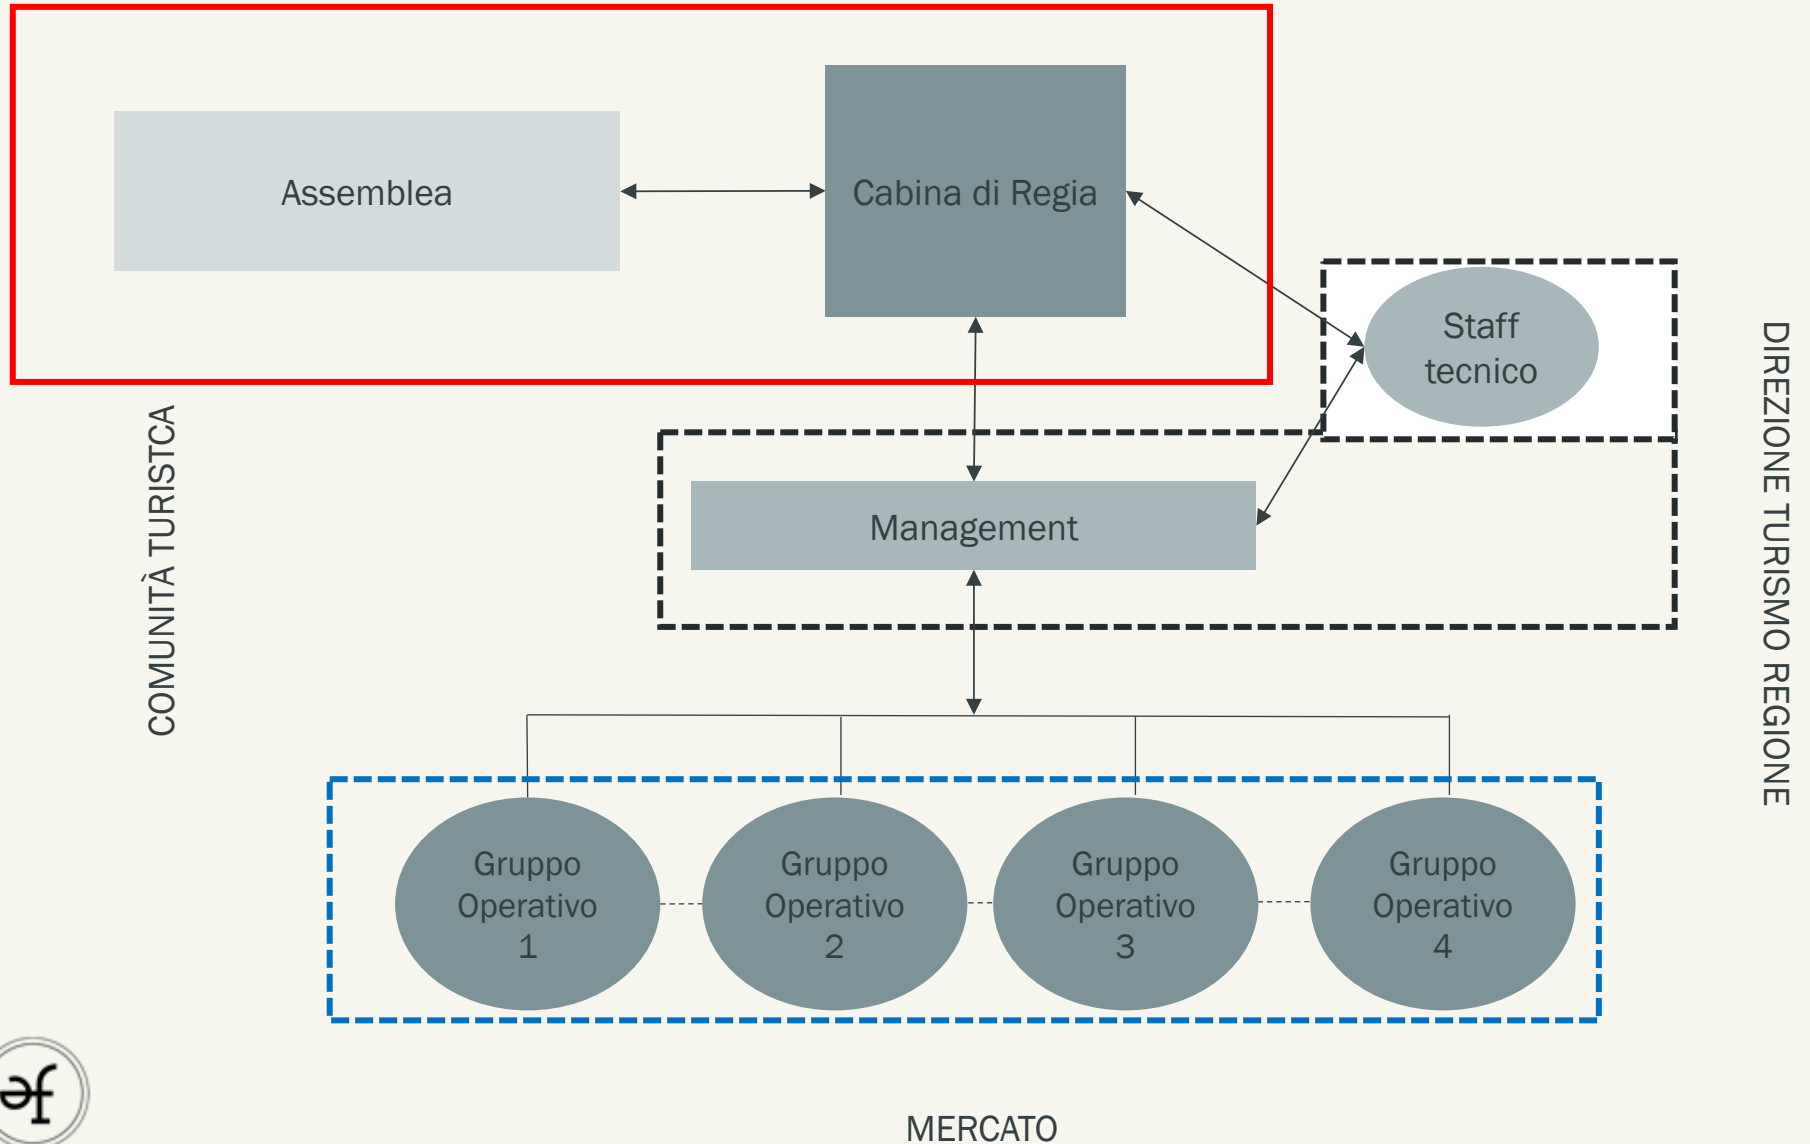 Assemblea
Cabina di Regia
Staff
tecnico
Management
COMUNITÀ TURISTCA
DIREZIONE TURISMO REGIONE
Gruppo
Operativo
1
Gruppo
Operativo
2
Gruppo
Operativo
3
Gruppo
Operativo
4
MERCATO